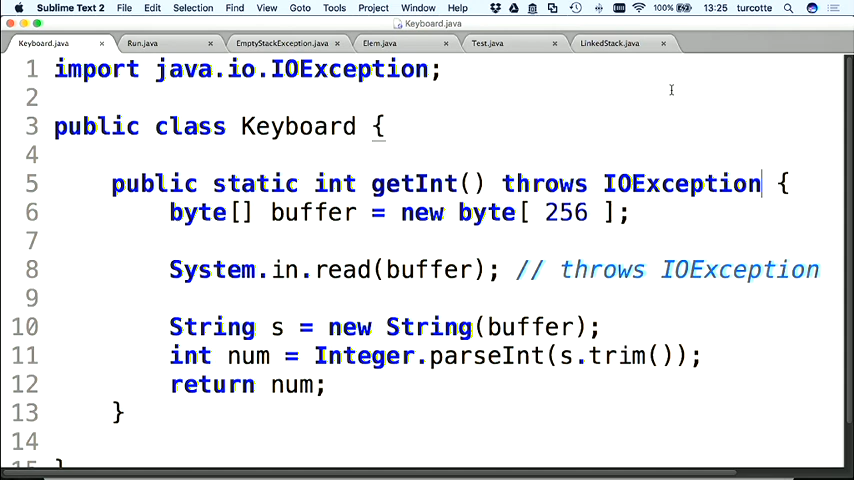 Sublime Text 2 File Edit Selection Find View Goto Tools Project Window Help 100% 13:25 turcotte
Keyboard.java
Keyboard.java Run.java EmptyStackException.java Elem.java Test.java LinkedStack.java
1 import java.io.IOException;
2
3 public class Keyboard {
4
5 public static int getInt() throws IOException {
6 byte[] buffer = new byte[ 256 ];
7
8 System.in.read(buffer); // throws IOException
9
10 String s = new String(buffer);
11 int num = Integer.parseInt(s.trim());
12 return num;
13 }
14
15 }